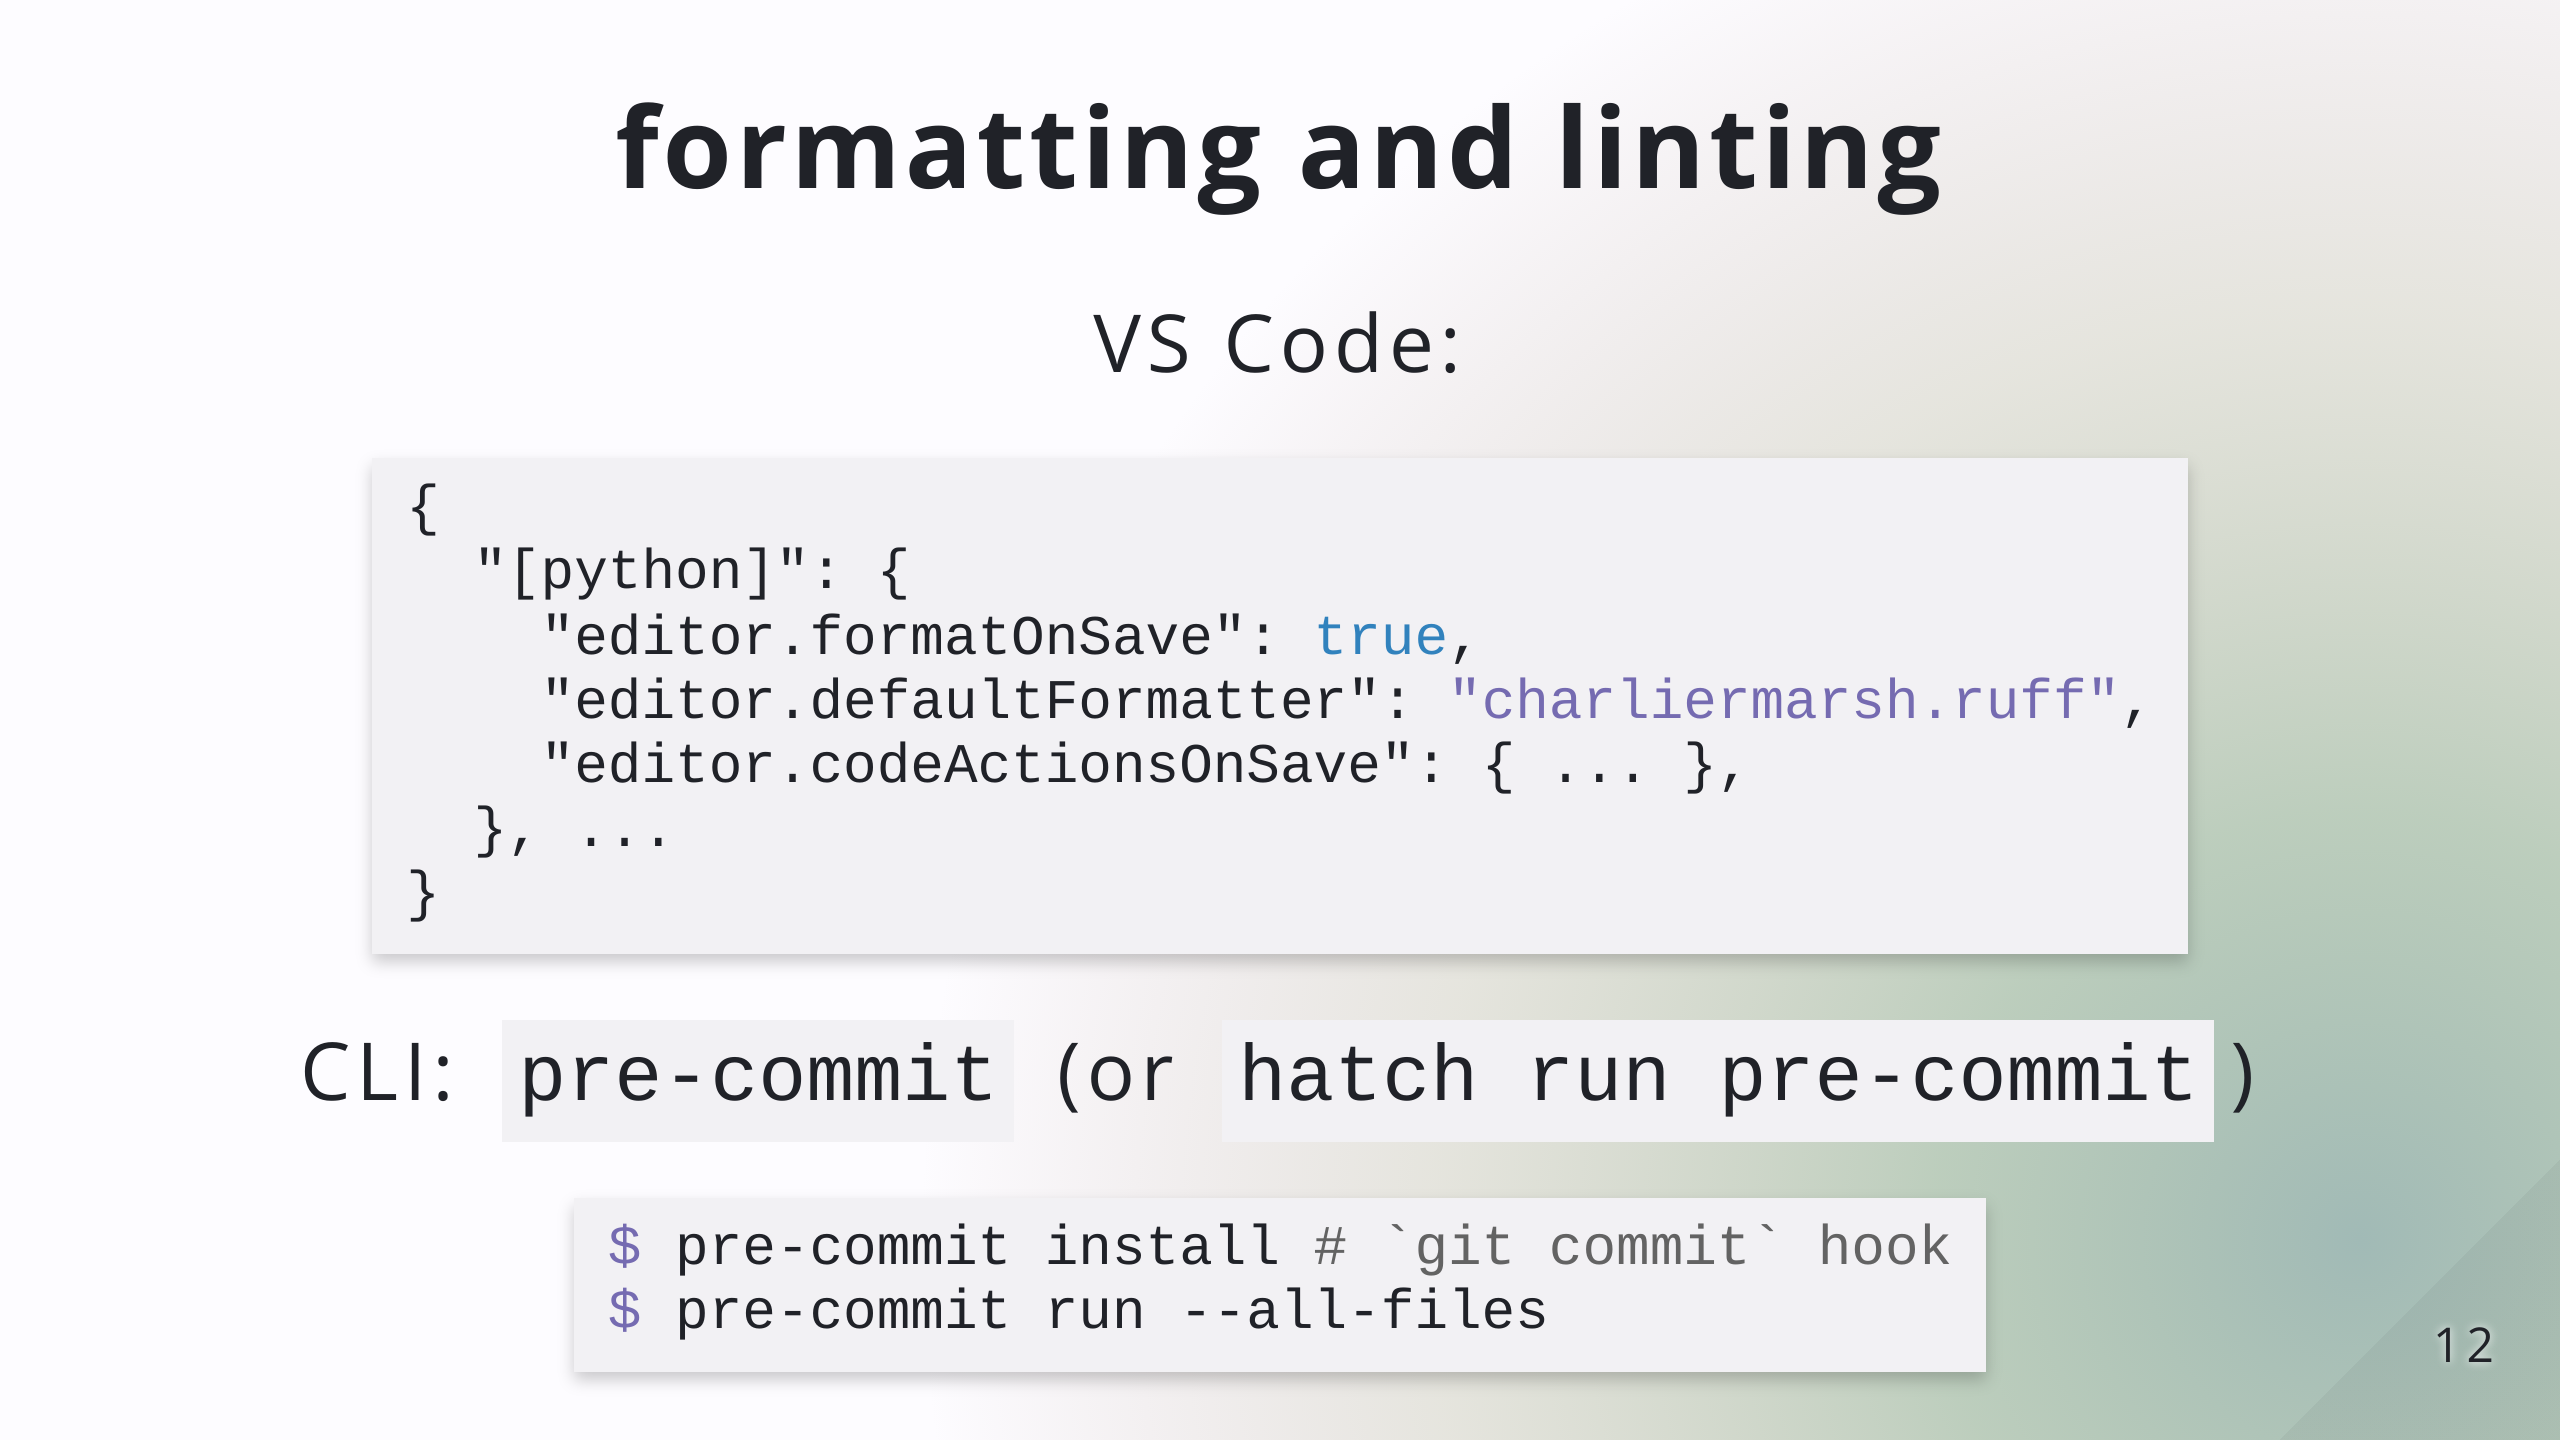 formatting and linting
VS Code:
{
  "[python]": {
    "editor.formatOnSave": true,
    "editor.defaultFormatter": "charliermarsh.ruff",
    "editor.codeActionsOnSave": { ... },
  }, ...
}
CLI: pre-commit (or hatch run pre-commit)
$ pre-commit install # `git commit` hook
$ pre-commit run --all-files
12